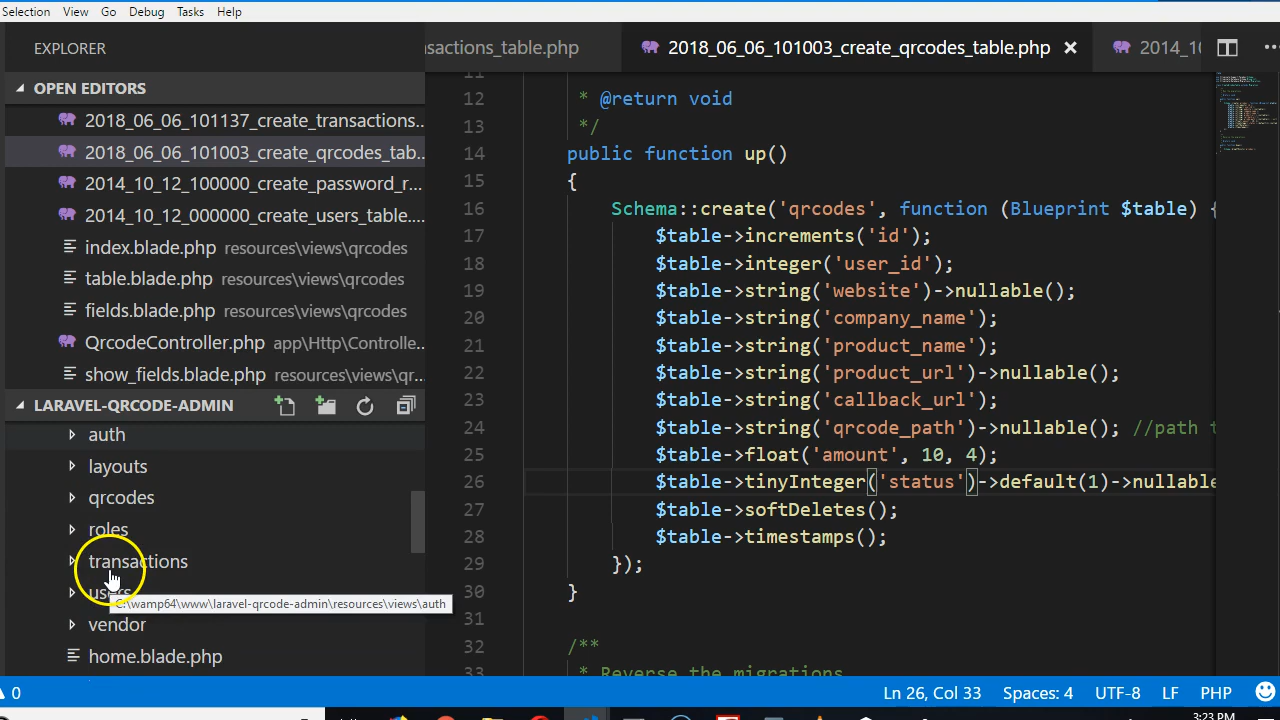 Selection View Go Debug Tasks Help
EXPLORER
sactions_table.php 2018_06_06_101003_create_qrcodes_table.php 2014_10
OPEN EDITORS
2018_06_06_101137_create_transactions...
2018_06_06_101003_create_qrcodes_tab...
2014_10_12_100000_create_password_r...
2014_10_12_000000_create_users_table....
index.blade.php resources\views\qrcodes
table.blade.php resources\views\qrcodes
fields.blade.php resources\views\qrcodes
QrcodeController.php app\Http\Controlle...
show_fields.blade.php resources\views\qr...
LARAVEL-QRCODE-ADMIN
auth
layouts
qrcodes
roles
transactions
users
C:\wamp64\www\laravel-qrcode-admin\resources\views\auth
vendor
home.blade.php
11
12 * @return void
13 */
14 public function up()
15 {
16 Schema::create('qrcodes', function (Blueprint $table) {
17 $table->increments('id');
18 $table->integer('user_id');
19 $table->string('website')->nullable();
20 $table->string('company_name');
21 $table->string('product_name');
22 $table->string('product_url')->nullable();
23 $table->string('callback_url');
24 $table->string('qrcode_path')->nullable(); //path t
25 $table->float('amount', 10, 4);
26 $table->tinyInteger('status')->default(1)->nullable
27 $table->softDeletes();
28 $table->timestamps();
29 });
30 }
31
32 /**
33 * Reverse the migrations
0 Ln 26, Col 33 Spaces: 4 UTF-8 LF PHP
3:23 PM